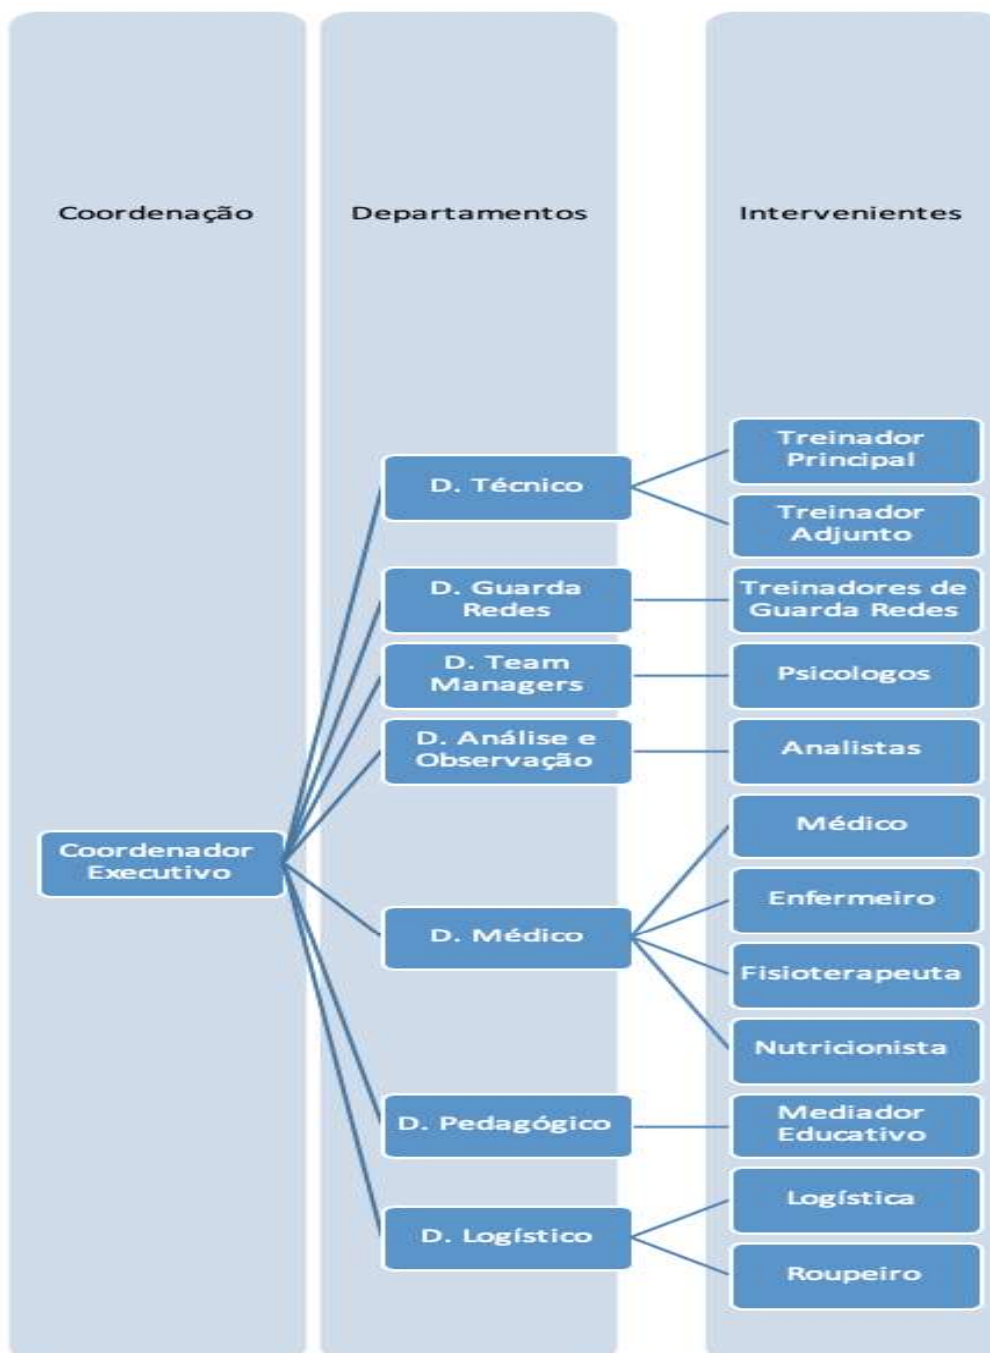 Coordenação
Departamentos
Intervenientes
Treinador
Principal
D. Técnico
Treinador
Adjunto
D. Guarda
Redes
Treinadores de
Guarda Redes
D. Team
Managers
Psicologos
D. Análise e
Observação
Analistas
Médico
Coordenador
Executivo
Enfermeiro
D. Médico
Fisioterapeuta
Nutricionista
D. Pedagógico
Mediador
Educativo
Logística
D. Logístico
Roupeiro